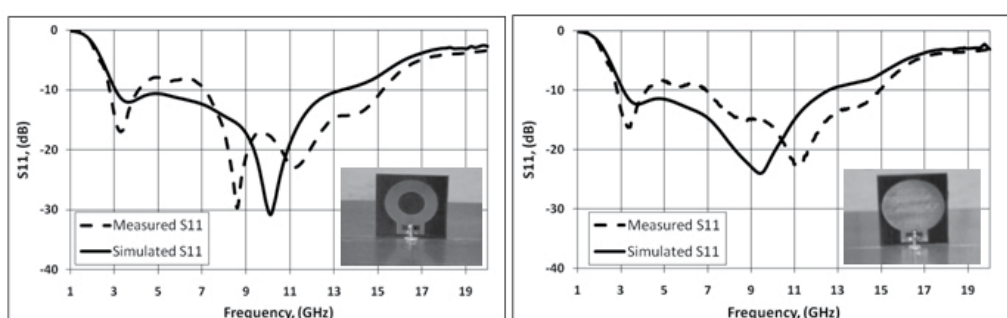 0
-10
-20
-30
-40
S11, (dB)
Measured S11
Simulated S11
1 3 5 7 9 11 13 15 17 19
Frequency, (GHz)
0
-10
-20
-30
-40
S11, (dB)
Measured S11
Simulated S11
1 3 5 7 9 11 13 15 17 19
Frequency, (GHz)